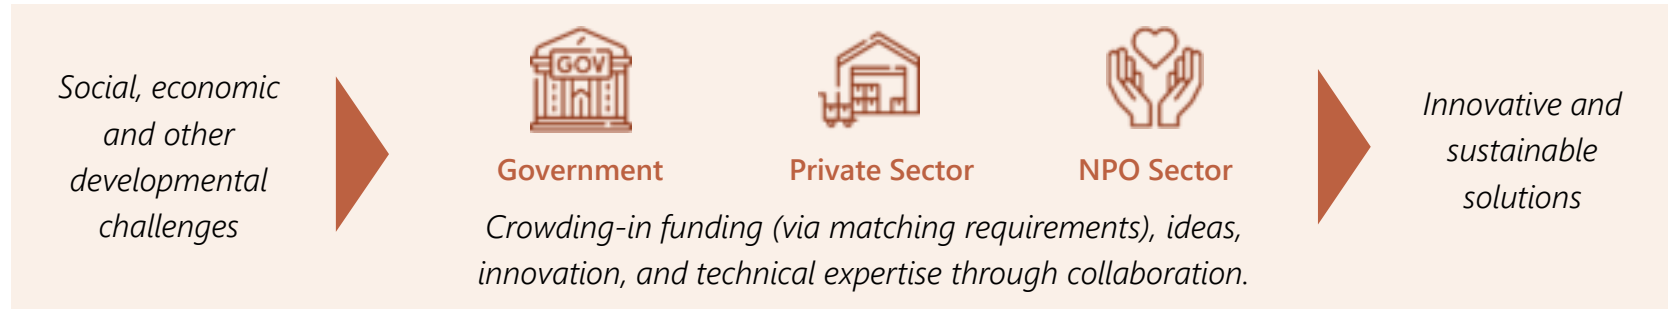 Social, economic
and other
developmental
challenges
GOV
Government
Private Sector
NPO Sector
Crowding-in funding (via matching requirements), ideas,
innovation, and technical expertise through collaboration.
Innovative and
sustainable
solutions